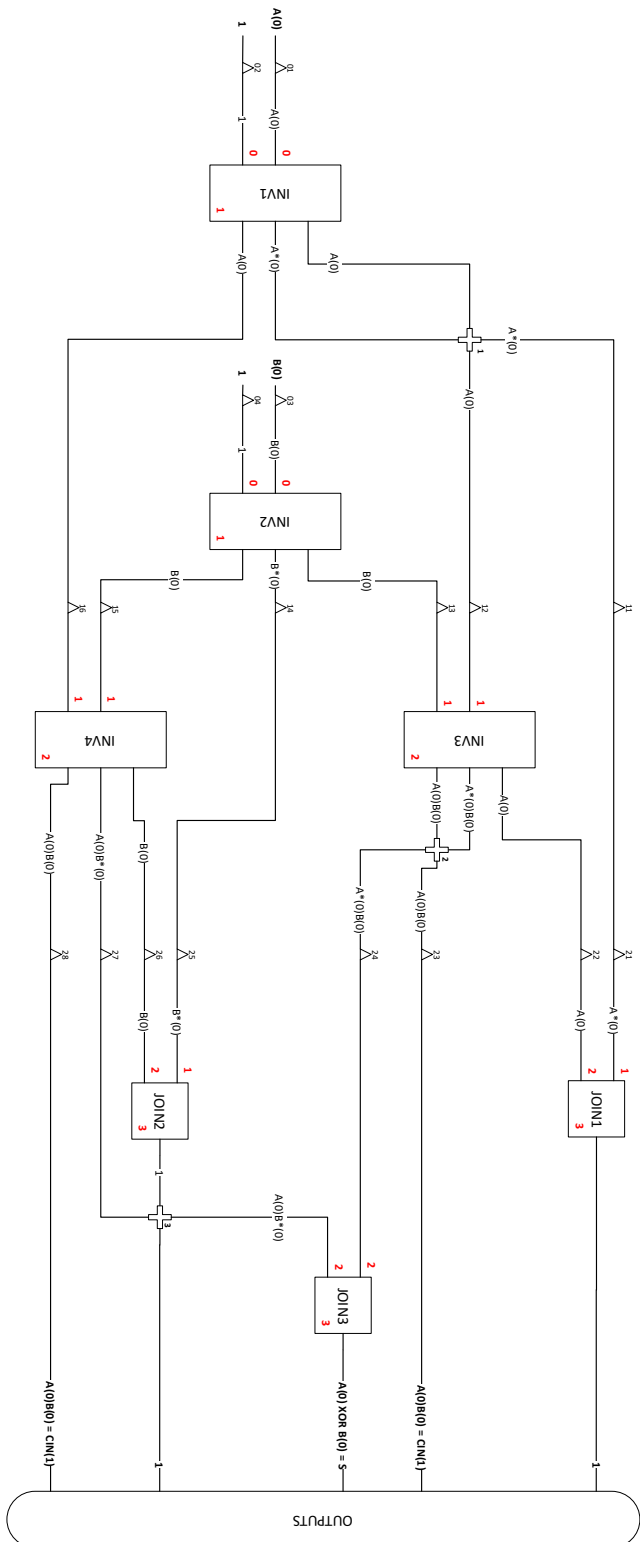 A(0)
1
01
02
A(0)
1
0
0
INV1
1
A(0)
A*(0)
A(0)
1
A*(0)
B(0)
1
A(0)
03
04
B(0)
1
0
0
INV2
1
B(0)
B*(0)
B(0)
11
12
13
14
15
16
1
1
INV3
2
1
1
INV4
2
A(0)
A*(0)B(0)
A(0)B(0)
2
B(0)
A(0)B*(0)
A(0)B(0)
A*(0)B(0)
A(0)B(0)
21
22
23
24
25
26
27
28
A*(0)
A(0)
B*(0)
B(0)
1
2
JOIN1
3
1
2
JOIN2
3
1
3
A(0)B*(0)
2
2
JOIN3
3
1
A(0)B(0) = CIN(1)
A(0) XOR B(0) = S
1
A(0)B(0) = CIN(1)
OUTPUTS